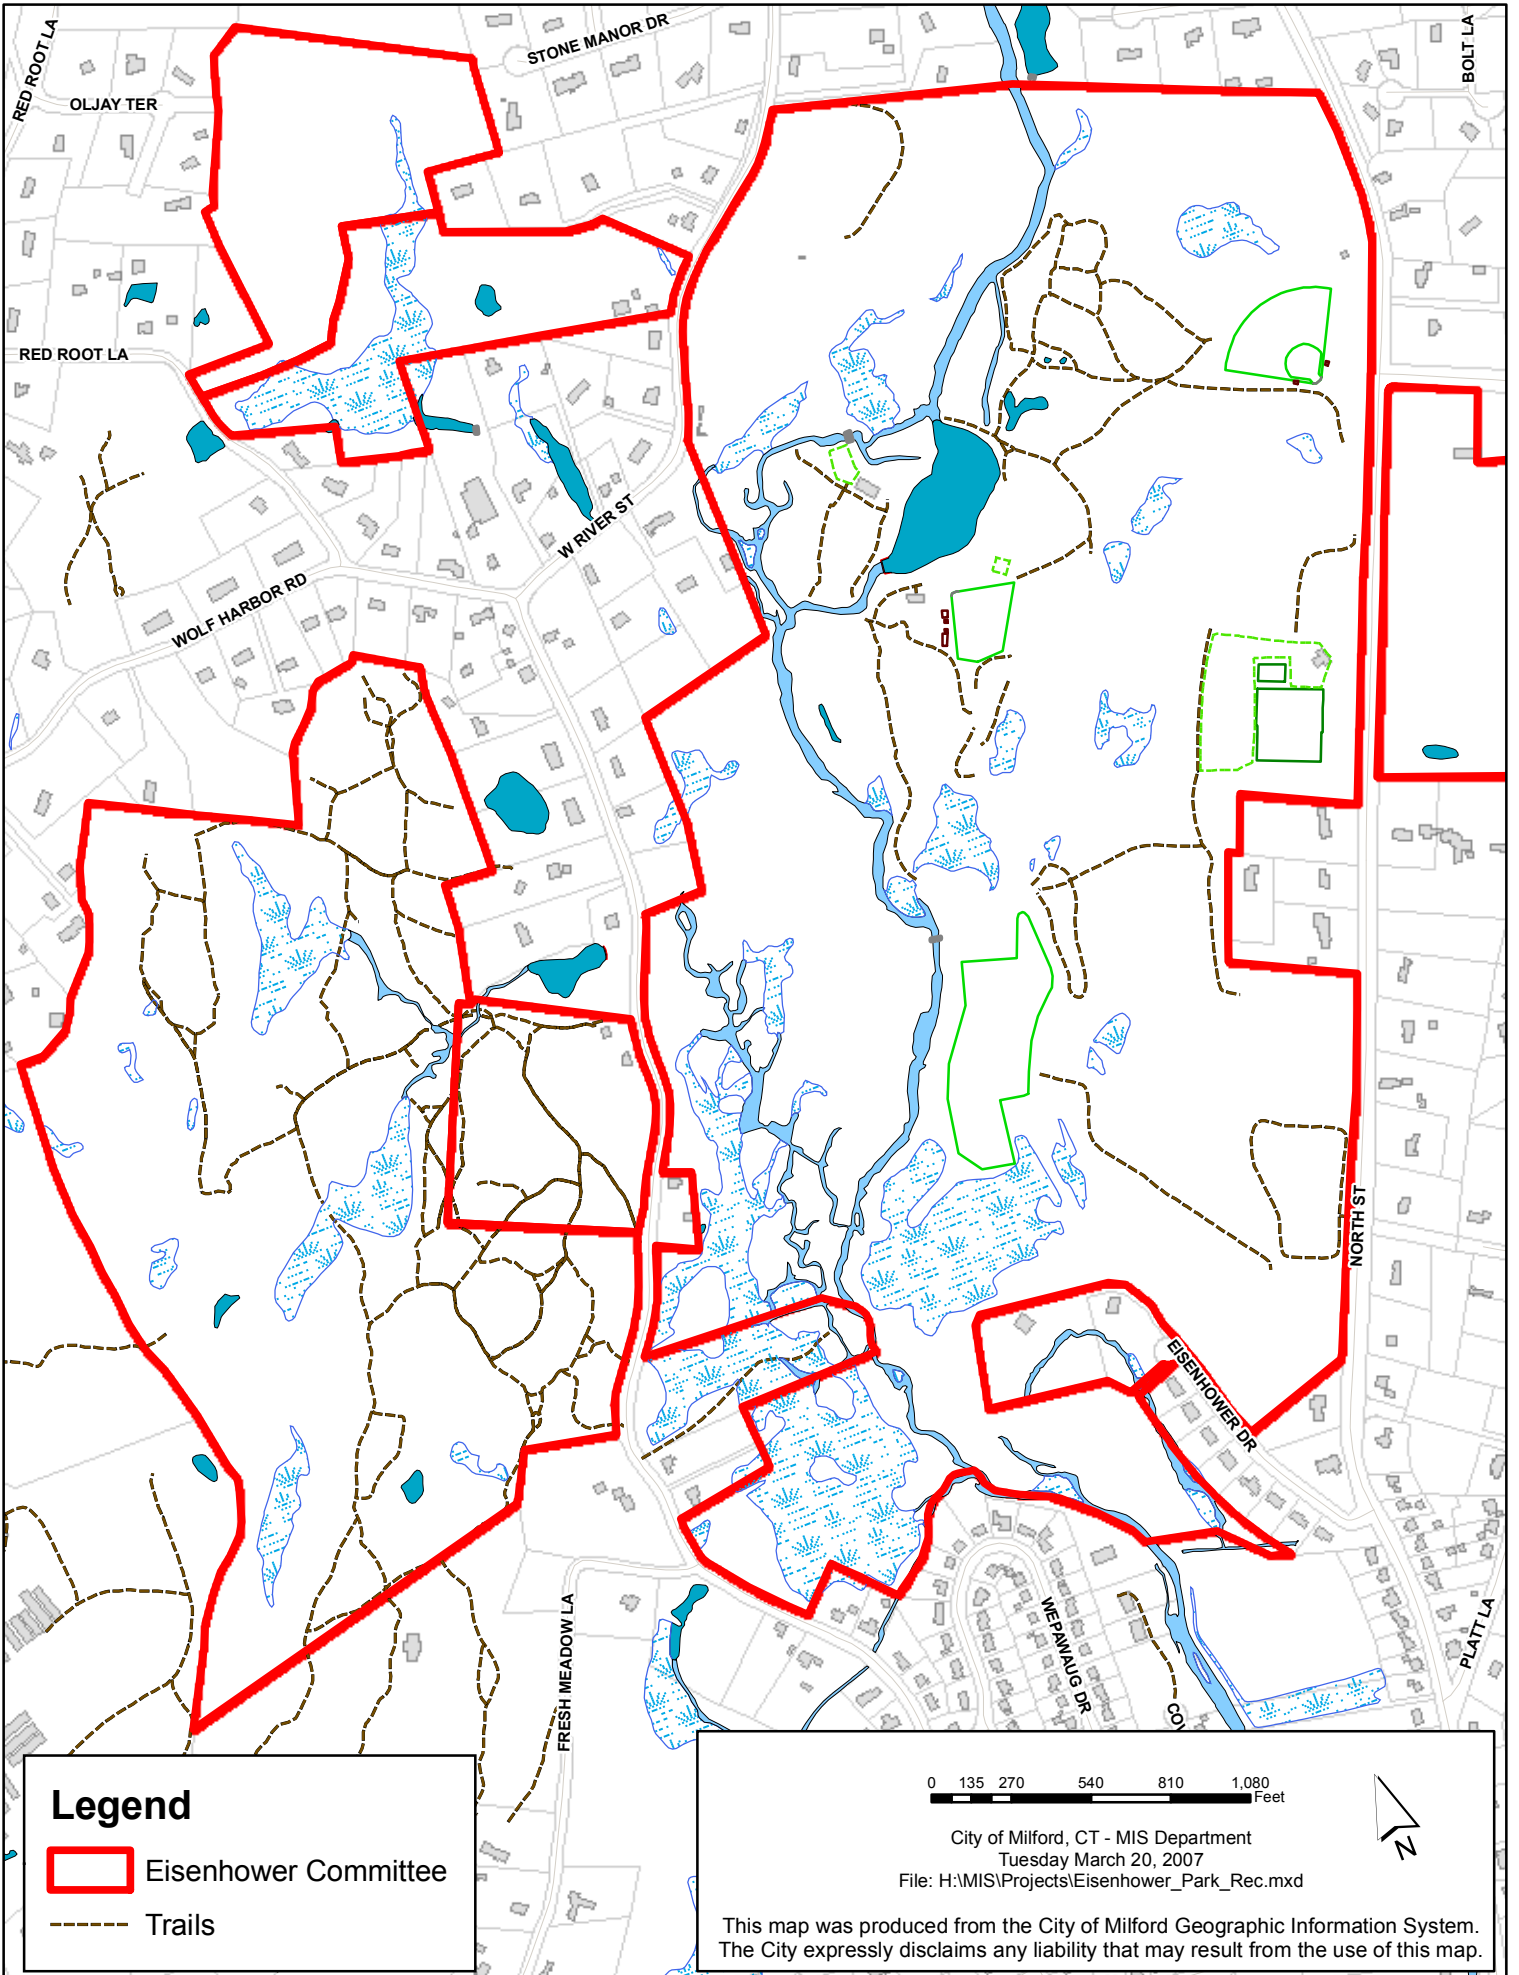 STONE MANOR DR
RED ROOT LA
OLJAY TER
BOLT LA
RED ROOT LA
W RIVER ST
WOLF HARBOR RD
NORTH ST
EISENHOWER DR
WEPAWAUG DR
PLATT LA
FRESH MEADOW LA
Legend
Eisenhower Committee
Trails
0 135 270 540 810 1,080
Feet
City of Milford, CT - MIS Department
Tuesday March 20, 2007
File: H:\MIS\Projects\Eisenhower_Park_Rec.mxd
N
This map was produced from the City of Milford Geographic Information System.
The City expressly disclaims any liability that may result from the use of this map.